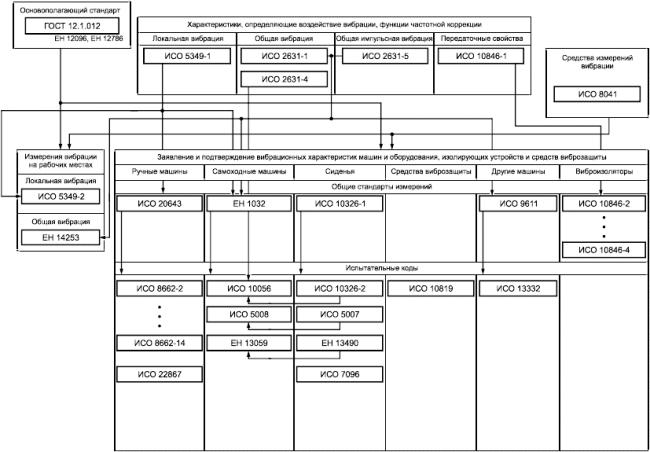 Основополагающий стандарт
ГОСТ 12.1.012
ЕН 12096, ЕН 12786
Характеристики, определяющие воздействие вибрации, функции частотной коррекции
Локальная вибрация
Общая вибрация
Общая импульсная вибрация
Передаточные свойства
ИСО 5349-1
ИСО 2631-1
ИСО 2631-5
ИСО 10846-1
ИСО 2631-4
Средства измерений
вибрации
ИСО 8041
Измерения вибрации
на рабочих местах
Локальная вибрация
ИСО 5349-2
Общая вибрация
ЕН 14253
Заявление и подтверждение вибрационных характеристик машин и оборудования, изолирующих устройств и средств виброзащиты
Ручные машины
Самоходные машины
Сиденья
Средства виброзащиты
Другие машины
Виброизоляторы
Общие стандарты измерений
ИСО 20643
ЕН 1032
ИСО 10326-1
ИСО 9611
ИСО 10846-2
ИСО 10846-4
Испытательные коды
ИСО 8662-2
ИСО 10056
ИСО 10326-2
ИСО 10819
ИСО 13332
ИСО 5008
ИСО 5007
ИСО 8662-14
ЕН 13059
ЕН 13490
ИСО 22867
ИСО 7096